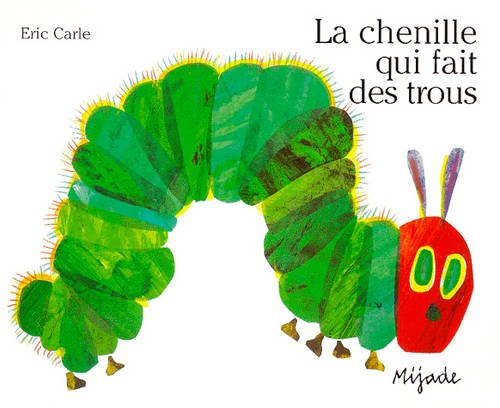 Eric Carle
La chenille
qui fait
des trous
Mijade